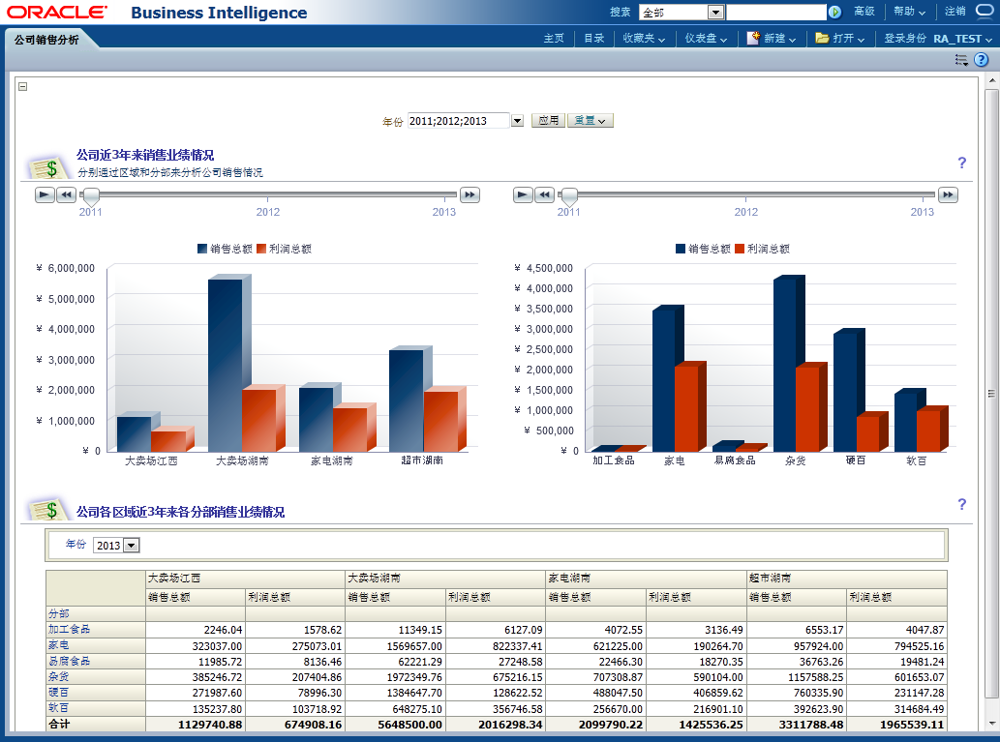 ORACLE Business Intelligence 搜索 全部 高级 帮助 注销
公司销售分析 主页 目录 收藏夹 仪表盘 新建 打开 登录身份 RA_TEST
年份 2011;2012;2013 应用 重置
公司近3年来销售业绩情况
分别通过区域和分部来分析公司销售情况
2011 2012 2013 2011 2012 2013
销售总额 利润总额 销售总额 利润总额
¥ 6,000,000
¥ 5,000,000
¥ 4,000,000
¥ 3,000,000
¥ 2,000,000
¥ 1,000,000
¥ 0
大卖场江西 大卖场湖南 家电湖南 超市湖南
¥ 4,500,000
¥ 4,000,000
¥ 3,500,000
¥ 3,000,000
¥ 2,500,000
¥ 2,000,000
¥ 1,500,000
¥ 1,000,000
¥ 500,000
¥ 0
加工食品 家电 易腐食品 杂货 硬百 软百
公司各区域近3年来各分部销售业绩情况
年份 2013
大卖场江西 大卖场湖南 家电湖南 超市湖南
销售总额 利润总额 销售总额 利润总额 销售总额 利润总额 销售总额 利润总额
分部
加工食品 2246.04 1578.62 11349.15 6127.09 4072.55 3136.49 6553.17 4047.87
家电 323037.00 275073.01 1569657.00 822337.41 621225.00 190264.70 957924.00 794525.16
易腐食品 11985.72 8136.46 62221.29 27248.58 22466.30 18270.35 36763.26 19481.24
杂货 385246.72 207404.86 1972349.76 675216.15 707308.87 590104.00 1157588.25 601653.07
硬百 271987.60 78996.30 1384647.70 128622.52 488047.50 406859.62 760335.90 231147.28
软百 135237.80 103718.92 648275.10 356746.58 256670.00 216901.10 392623.90 314684.49
合计 1129740.88 674908.16 5648500.00 2016298.34 2099790.22 1425536.25 3311788.48 1965539.11